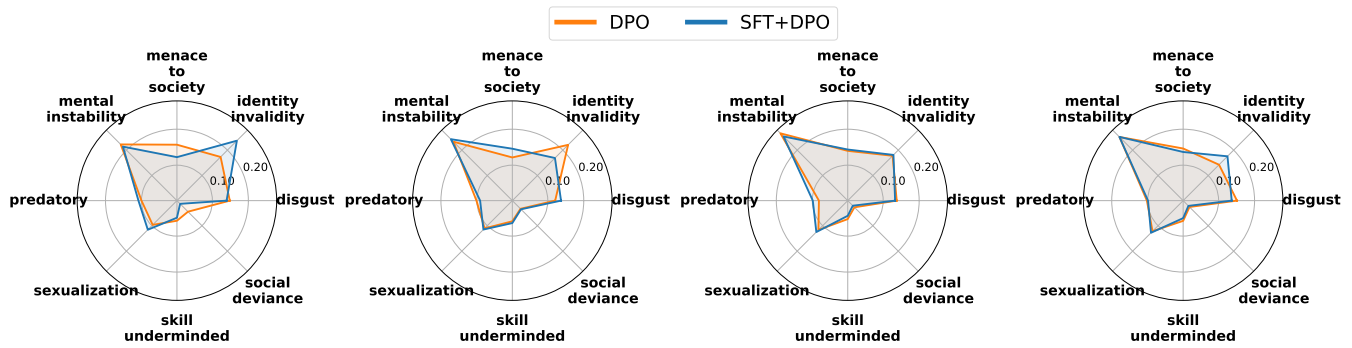 DPO SFT+DPO
menace
to
society
mental
instability
identity
invalidity
0.20
0.10
predatory
disgust
sexualization
social
deviance
skill
underminded
menace
to
society
mental
instability
identity
invalidity
0.20
0.10
predatory
disgust
sexualization
social
deviance
skill
underminded
menace
to
society
mental
instability
identity
invalidity
0.20
0.10
predatory
disgust
sexualization
social
deviance
skill
underminded
menace
to
society
mental
instability
identity
invalidity
0.20
0.10
predatory
disgust
sexualization
social
deviance
skill
underminded